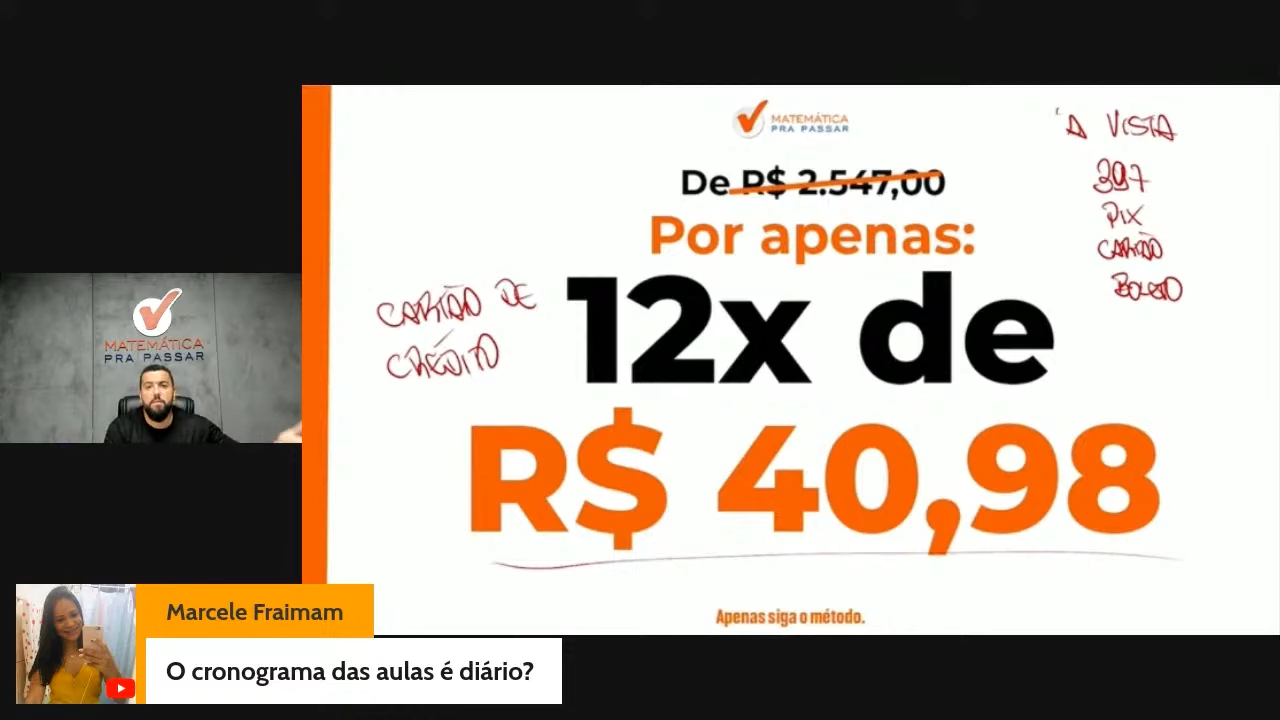 MATEMÁTICA
PRA PASSAR
De R$ 2.547,00
Por apenas:
12x de
R$ 40,98
Apenas siga o método.
CARTÃO DE
CRÉDITO
À VISTA
397
PIX
CARTÃO
BOLETO
MATEMÁTICA
PRA PASSAR
Marcele Fraimam
O cronograma das aulas é diário?